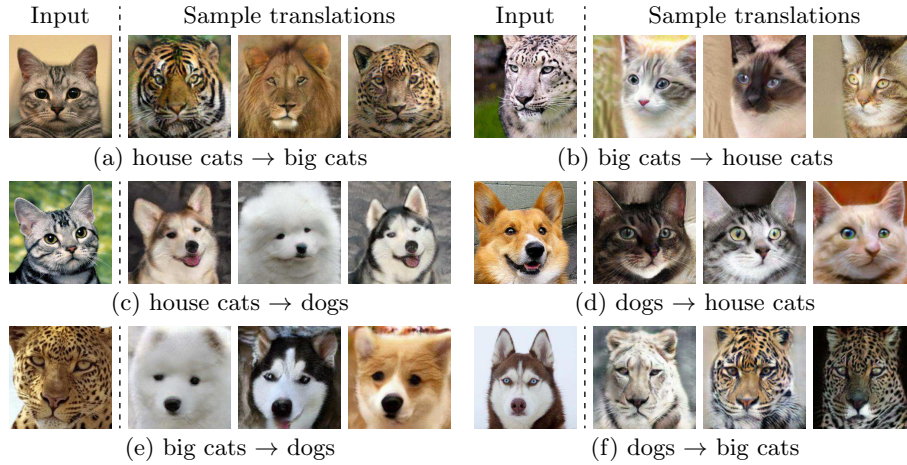 Input Sample translations Input Sample translations
(a) house cats → big cats (b) big cats → house cats
(c) house cats → dogs (d) dogs → house cats
(e) big cats → dogs (f) dogs → big cats